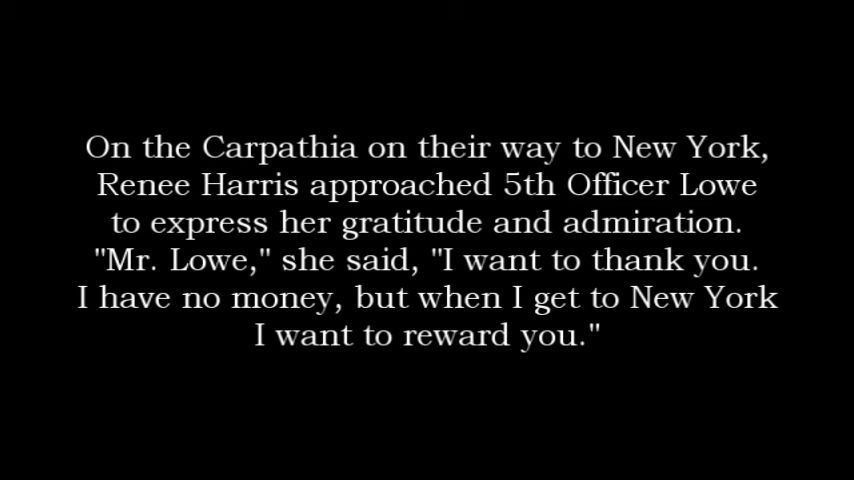 On the Carpathia on their way to New York,
Renee Harris approached 5th Officer Lowe
to express her gratitude and admiration.
"Mr. Lowe," she said, "I want to thank you.
I have no money, but when I get to New York
I want to reward you."